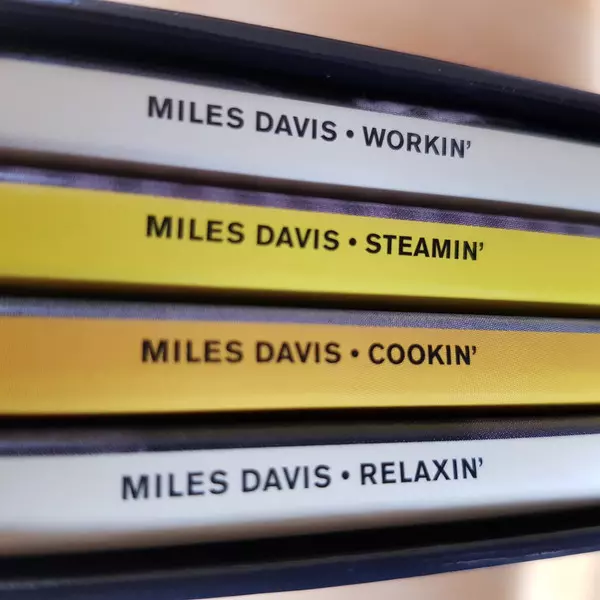 MILES DAVIS • WORKIN'
MILES DAVIS • STEAMIN'
MILES DAVIS • COOKIN'
MILES DAVIS • RELAXIN'